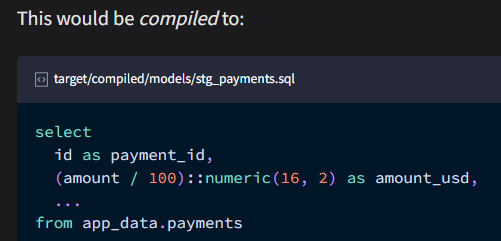 This would be compiled to:
target/compiled/models/stg_payments.sql
select
  id as payment_id,
  (amount / 100)::numeric(16, 2) as amount_usd,
  ...
from app_data.payments